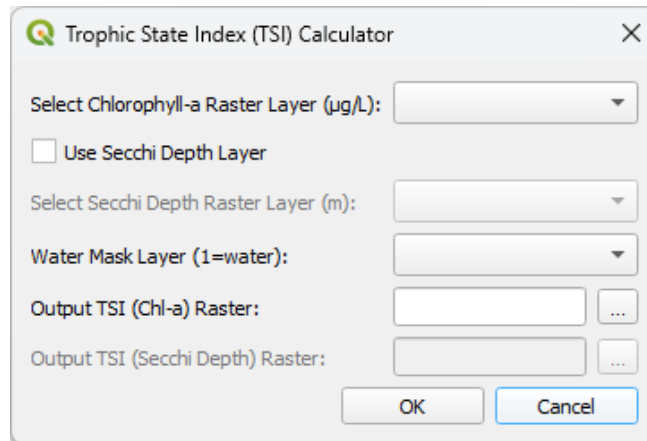 Trophic State Index (TSI) Calculator
Select Chlorophyll-a Raster Layer (µg/L):
Use Secchi Depth Layer
Select Secchi Depth Raster Layer (m):
Water Mask Layer (1=water):
Output TSI (Chl-a) Raster:
...
Output TSI (Secchi Depth) Raster:
...
OK Cancel